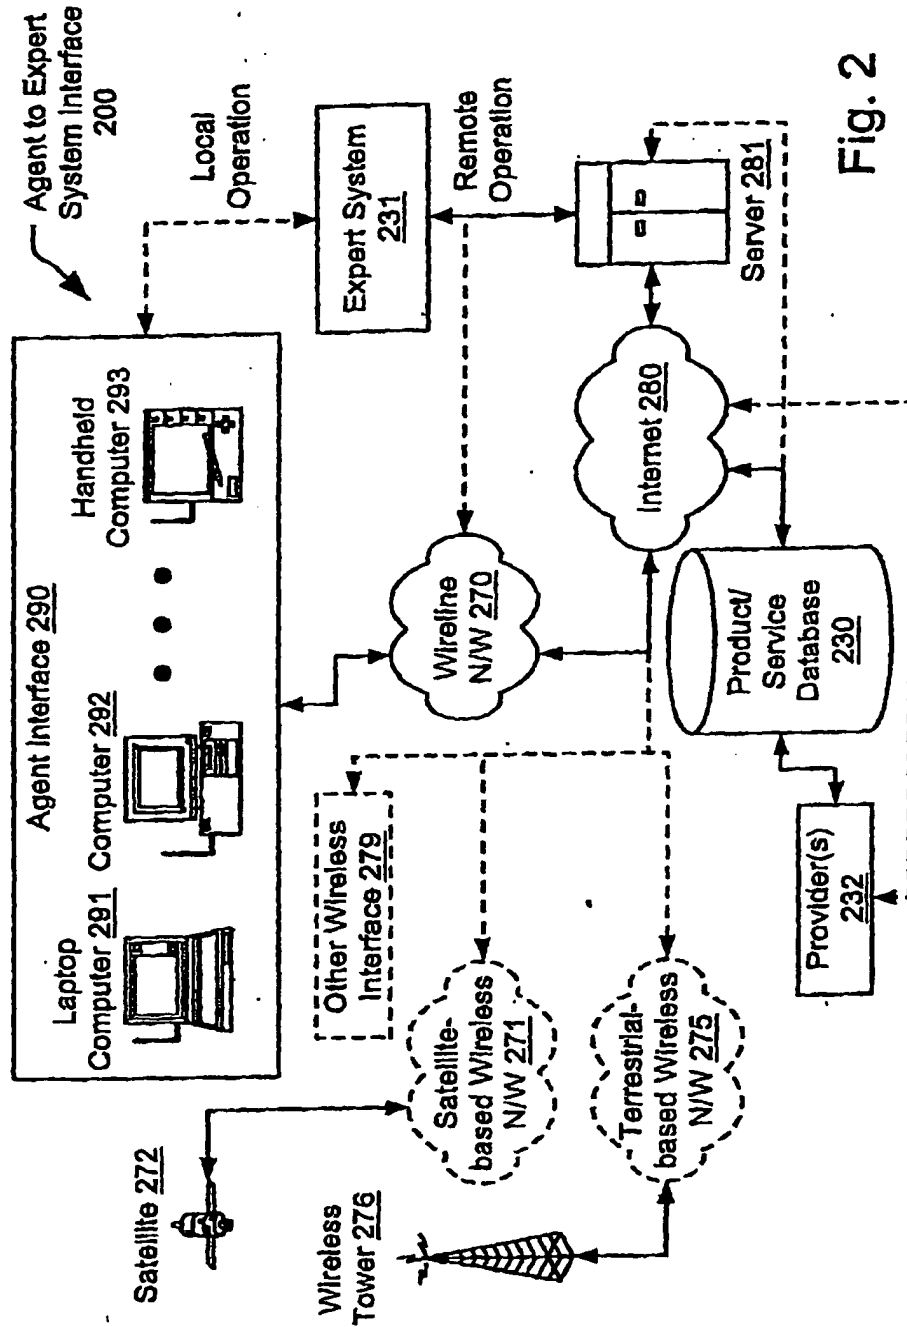 Agent to Expert
System Interface
200
Agent Interface 290
Laptop
Computer 291
Computer 292
Handheld
Computer 293
Local
Operation
Satellite 272
Other Wireless
Interface 279
Expert System
231
Wireless
Tower 276
Satellite-
based Wireless
N/W 271
Wireline
N/W 270
Remote
Operation
Terrestrial-
based Wireless
N/W 275
Internet 280
Server 281
Product/
Service
Database
230
Provider(s)
232
Fig. 2